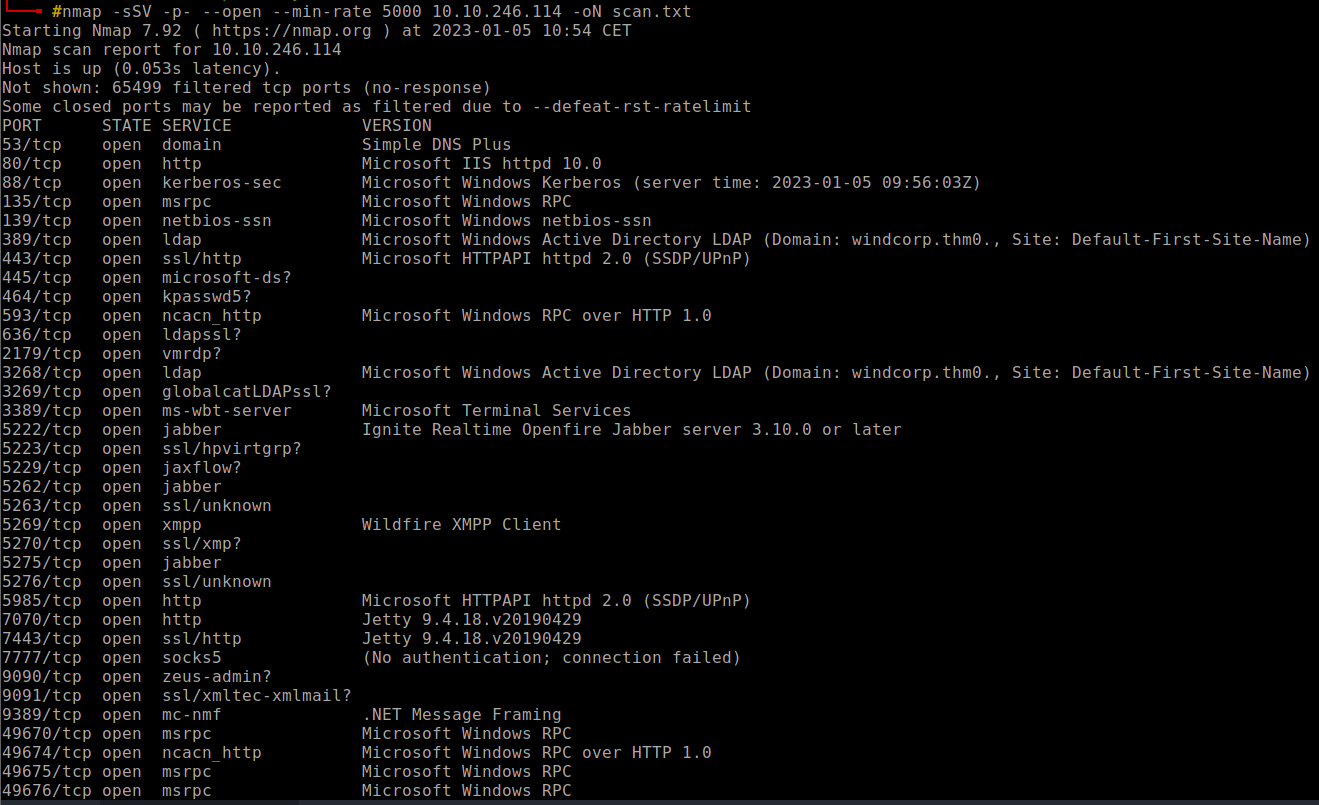 #nmap -sSV -p- --open --min-rate 5000 10.10.246.114 -oN scan.txt
Starting Nmap 7.92 ( https://nmap.org ) at 2023-01-05 10:54 CET
Nmap scan report for 10.10.246.114
Host is up (0.053s latency).
Not shown: 65499 filtered tcp ports (no-response)
Some closed ports may be reported as filtered due to --defeat-rst-ratelimit
PORT      STATE SERVICE             VERSION
53/tcp    open  domain              Simple DNS Plus
80/tcp    open  http                Microsoft IIS httpd 10.0
88/tcp    open  kerberos-sec        Microsoft Windows Kerberos (server time: 2023-01-05 09:56:03Z)
135/tcp   open  msrpc               Microsoft Windows RPC
139/tcp   open  netbios-ssn         Microsoft Windows netbios-ssn
389/tcp   open  ldap                Microsoft Windows Active Directory LDAP (Domain: windcorp.thm0., Site: Default-First-Site-Name)
443/tcp   open  ssl/http            Microsoft HTTPAPI httpd 2.0 (SSDP/UPnP)
445/tcp   open  microsoft-ds?
464/tcp   open  kpasswd5?
593/tcp   open  ncacn_http          Microsoft Windows RPC over HTTP 1.0
636/tcp   open  ldapssl?
2179/tcp  open  vmrdp?
3268/tcp  open  ldap                Microsoft Windows Active Directory LDAP (Domain: windcorp.thm0., Site: Default-First-Site-Name)
3269/tcp  open  globalcatLDAPssl?
3389/tcp  open  ms-wbt-server       Microsoft Terminal Services
5222/tcp  open  jabber              Ignite Realtime Openfire Jabber server 3.10.0 or later
5223/tcp  open  ssl/hpvirtgrp?
5229/tcp  open  jaxflow?
5262/tcp  open  jabber
5263/tcp  open  ssl/unknown
5269/tcp  open  xmpp                Wildfire XMPP Client
5270/tcp  open  ssl/xmp?
5275/tcp  open  jabber
5276/tcp  open  ssl/unknown
5985/tcp  open  http                Microsoft HTTPAPI httpd 2.0 (SSDP/UPnP)
7070/tcp  open  http                Jetty 9.4.18.v20190429
7443/tcp  open  ssl/http            Jetty 9.4.18.v20190429
7777/tcp  open  socks5              (No authentication; connection failed)
9090/tcp  open  zeus-admin?
9091/tcp  open  ssl/xmltec-xmlmail?
9389/tcp  open  mc-nmf              .NET Message Framing
49670/tcp open  msrpc               Microsoft Windows RPC
49674/tcp open  ncacn_http          Microsoft Windows RPC over HTTP 1.0
49675/tcp open  msrpc               Microsoft Windows RPC
49676/tcp open  msrpc               Microsoft Windows RPC